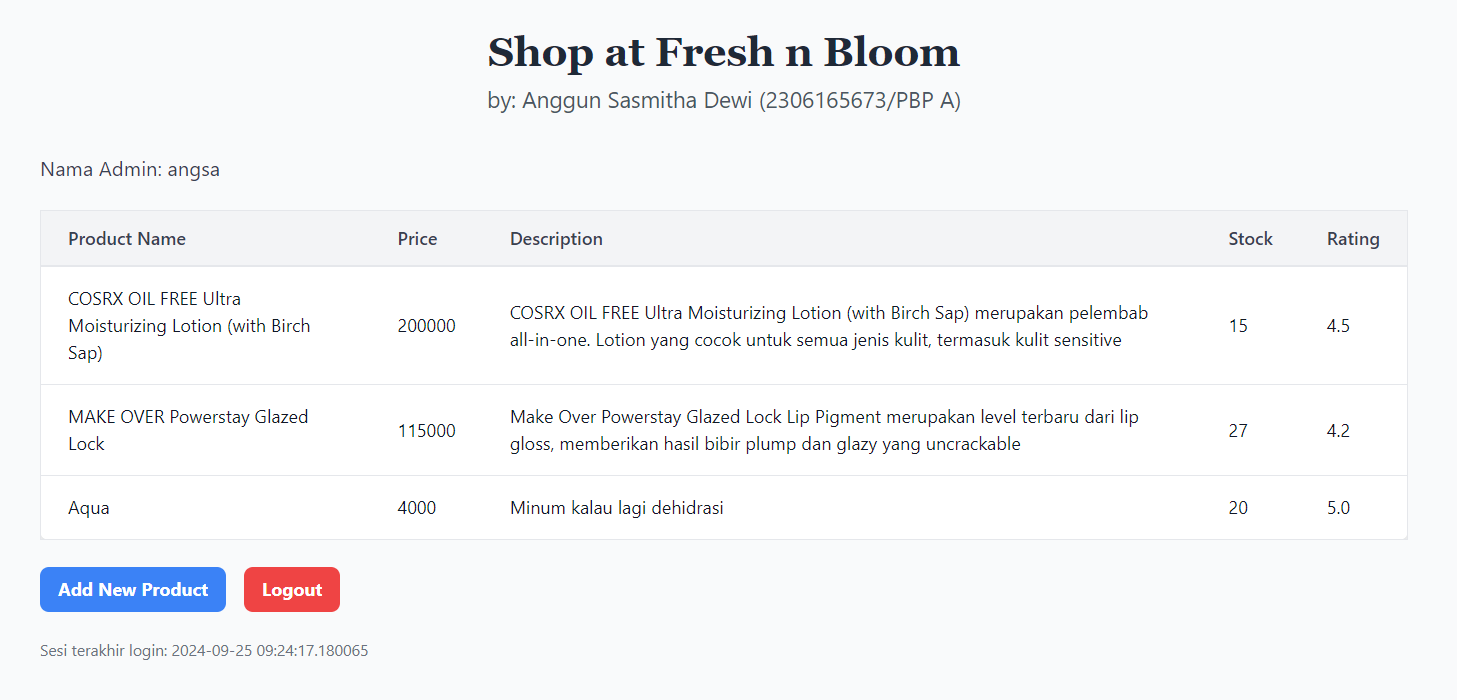 Shop at Fresh n Bloom
by: Anggun Sasmitha Dewi (2306165673/PBP A)
Nama Admin: angsa
Product Name Price Description Stock Rating
COSRX OIL FREE Ultra
Moisturizing Lotion (with Birch
Sap)
200000
COSRX OIL FREE Ultra Moisturizing Lotion (with Birch Sap) merupakan pelembab
all-in-one. Lotion yang cocok untuk semua jenis kulit, termasuk kulit sensitive
15
4.5
MAKE OVER Powerstay Glazed
Lock
115000
Make Over Powerstay Glazed Lock Lip Pigment merupakan level terbaru dari lip
gloss, memberikan hasil bibir plump dan glazy yang uncrackable
27
4.2
Aqua 4000 Minum kalau lagi dehidrasi 20 5.0
Add New Product Logout
Sesi terakhir login: 2024-09-25 09:24:17.180065